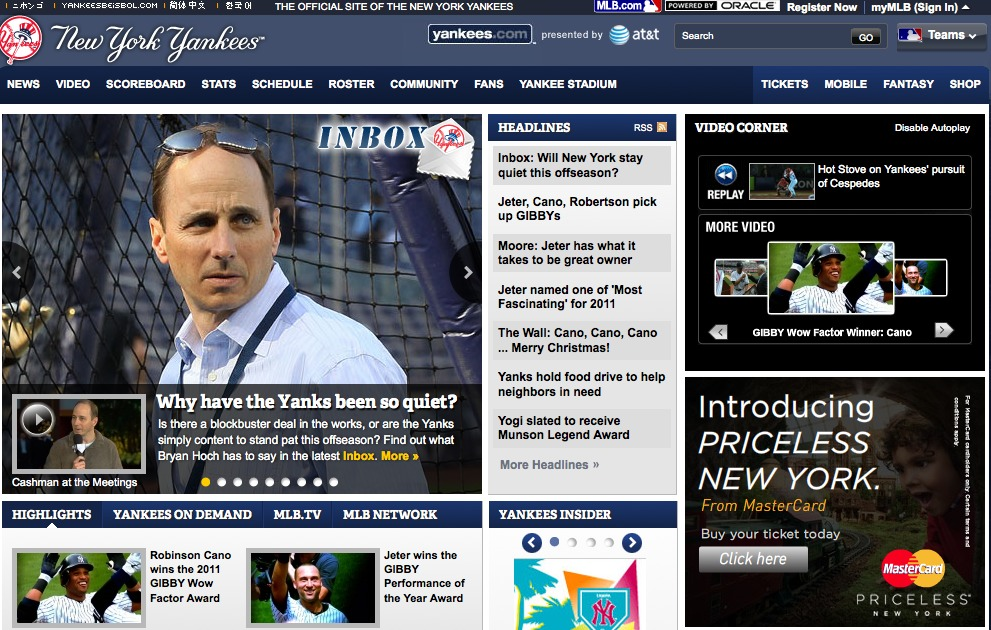 ニホンゴ | YANKEESBEISBOL.COM | 简体中文 | 한국어
THE OFFICIAL SITE OF THE NEW YORK YANKEES
MLB.com
POWERED BY ORACLE
Register Now
myMLB (Sign In)
New York Yankees™
yankees.com
presented by at&t
Search
GO
Teams
NEWS VIDEO SCOREBOARD STATS SCHEDULE ROSTER COMMUNITY FANS YANKEE STADIUM
TICKETS MOBILE FANTASY SHOP
INBOX
Why have the Yanks been so quiet?
Is there a blockbuster deal in the works, or are the Yanks
simply content to stand pat this offseason? Find out what
Bryan Hoch has to say in the latest Inbox. More »
Cashman at the Meetings
HEADLINES
RSS
Inbox: Will New York stay
quiet this offseason?
Jeter, Cano, Robertson pick
up GIBBYs
Moore: Jeter has what it
takes to be great owner
Jeter named one of 'Most
Fascinating' for 2011
The Wall: Cano, Cano, Cano
... Merry Christmas!
Yanks hold food drive to help
neighbors in need
Yogi slated to receive
Munson Legend Award
More Headlines »
VIDEO CORNER
Disable Autoplay
REPLAY
Hot Stove on Yankees' pursuit
of Cespedes
MORE VIDEO
GIBBY Wow Factor Winner: Cano
Introducing
PRICELESS
NEW YORK.
From MasterCard
Buy your ticket today
Click here
For MasterCard cardholders only Certain terms and
conditions apply
MasterCard
PRICELESS®
NEW YORK
HIGHLIGHTS
YANKEES ON DEMAND
MLB.TV
MLB NETWORK
Robinson Cano
wins the 2011
GIBBY Wow
Factor Award
Jeter wins the
GIBBY
Performance of
the Year Award
YANKEES INSIDER